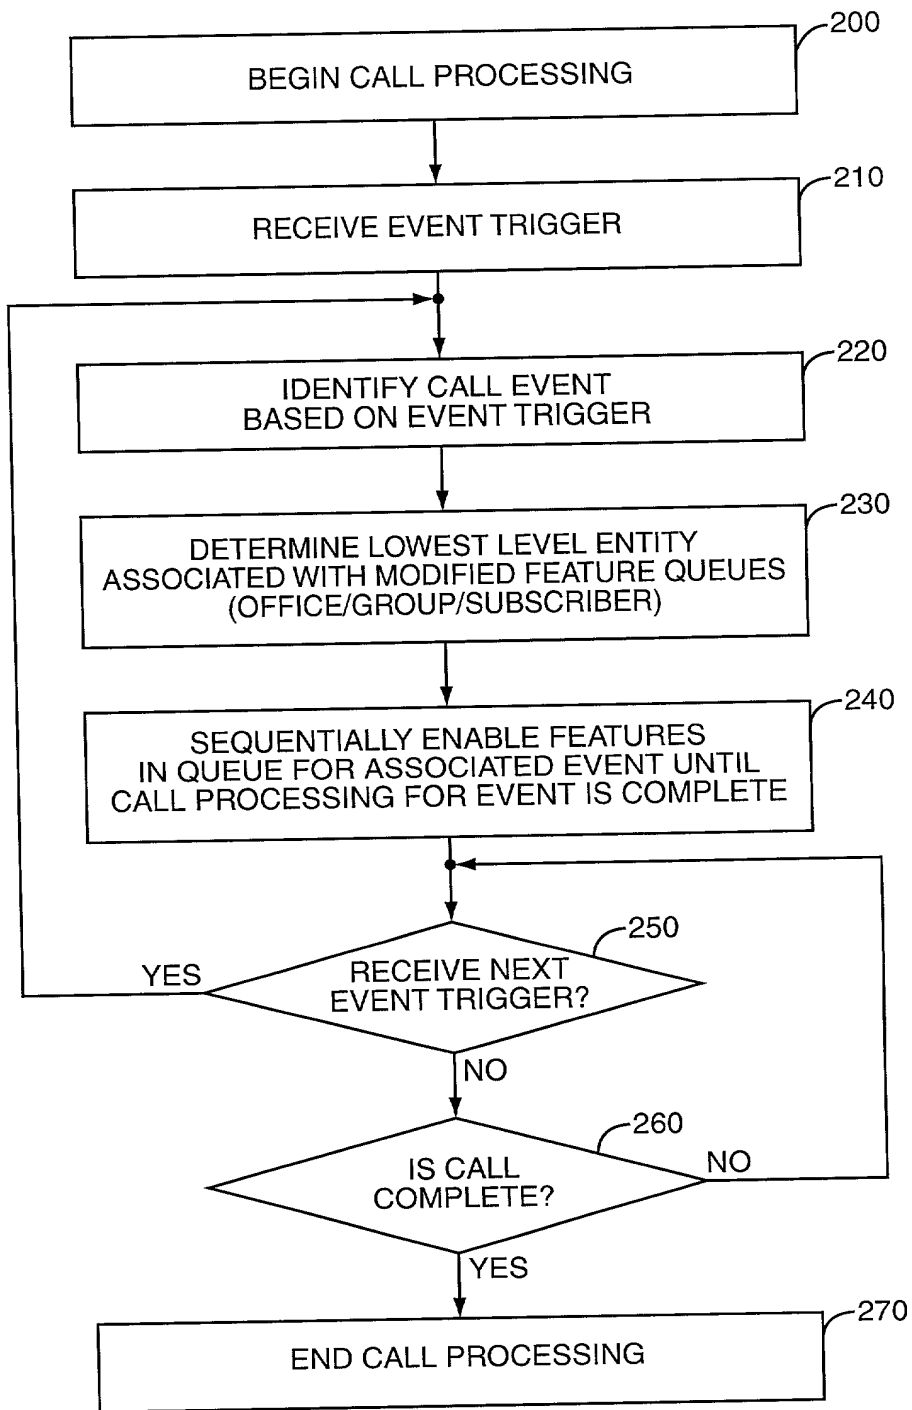 200
BEGIN CALL PROCESSING
210
RECEIVE EVENT TRIGGER
220
IDENTIFY CALL EVENT
BASED ON EVENT TRIGGER
230
DETERMINE LOWEST LEVEL ENTITY
ASSOCIATED WITH MODIFIED FEATURE QUEUES
(OFFICE/GROUP/SUBSCRIBER)
240
SEQUENTIALLY ENABLE FEATURES
IN QUEUE FOR ASSOCIATED EVENT UNTIL
CALL PROCESSING FOR EVENT IS COMPLETE
250
YES
RECEIVE NEXT
EVENT TRIGGER?
NO
260
NO
IS CALL
COMPLETE?
YES
270
END CALL PROCESSING